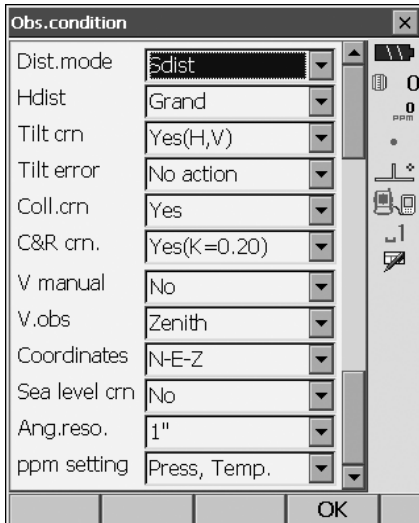 Obs.condition
Dist.mode Sdist
Hdist Grand
Tilt crn Yes(H,V)
Tilt error No action
Coll.crn Yes
C&R crn. Yes(K=0.20)
V manual No
V.obs Zenith
Coordinates N-E-Z
Sea level crn No
Ang.reso. 1"
ppm setting Press, Temp.
OK
0
0
PPM
1